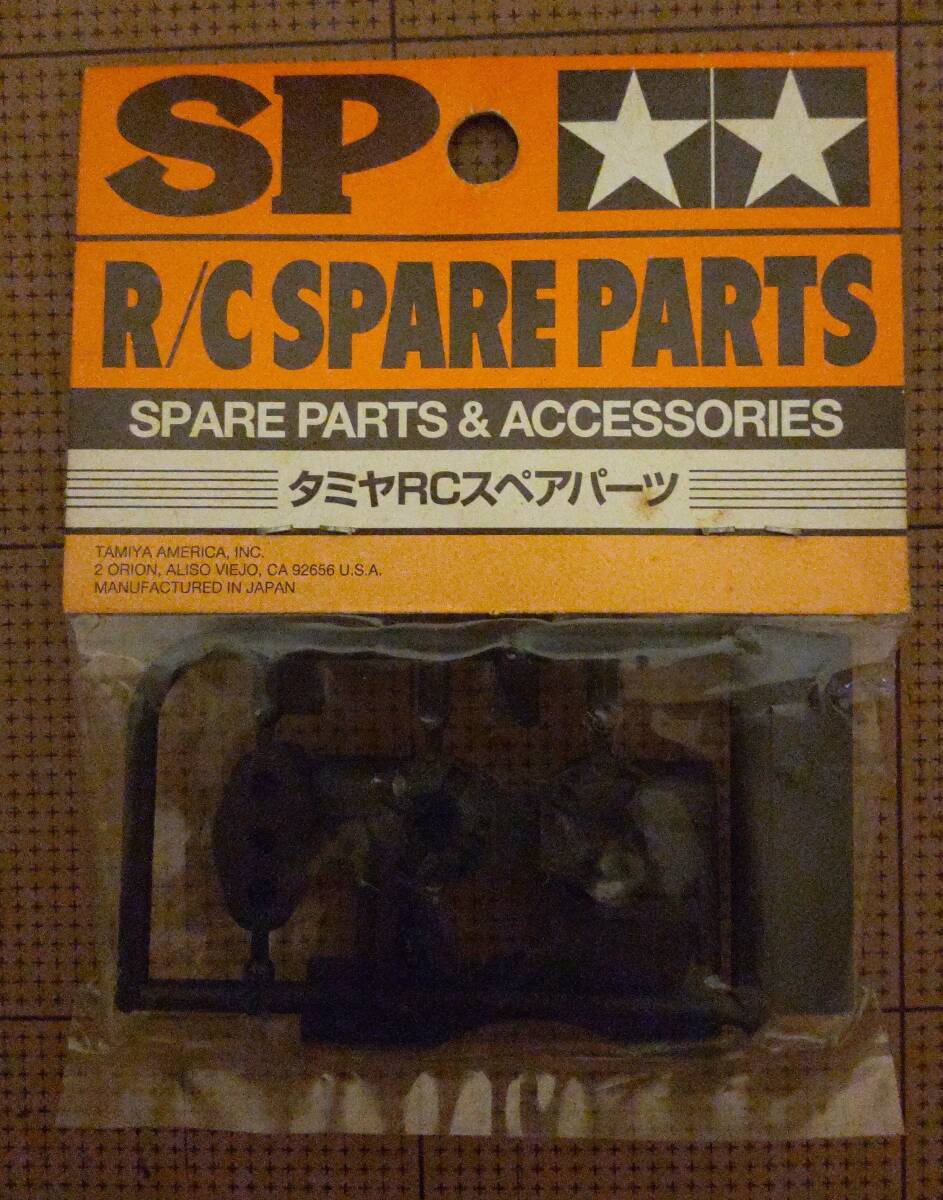 SP
R/C SPARE PARTS
SPARE PARTS & ACCESSORIES
タミヤRCスペアパーツ
TAMIYA AMERICA, INC.
2 ORION, ALISO VIEJO, CA 92656 U.S.A.
MANUFACTURED IN JAPAN